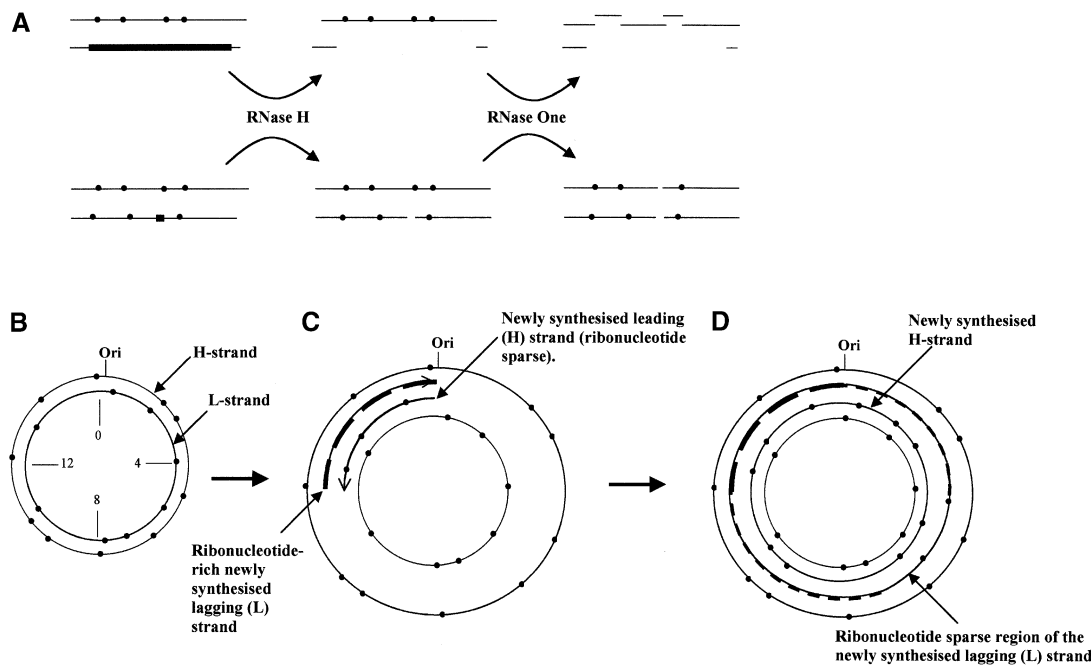 A
RNase H
RNase One
B
Ori
H-strand
L-strand
0
12
4
8
C
Newly synthesised leading
(H) strand (ribonucleotide
sparse).
Ori
Ribonucleotide-
rich newly
synthesised
lagging (L)
strand
D
Newly synthesised
H-strand
Ori
Ribonucleotide sparse region of the
newly synthesised lagging (L) strand